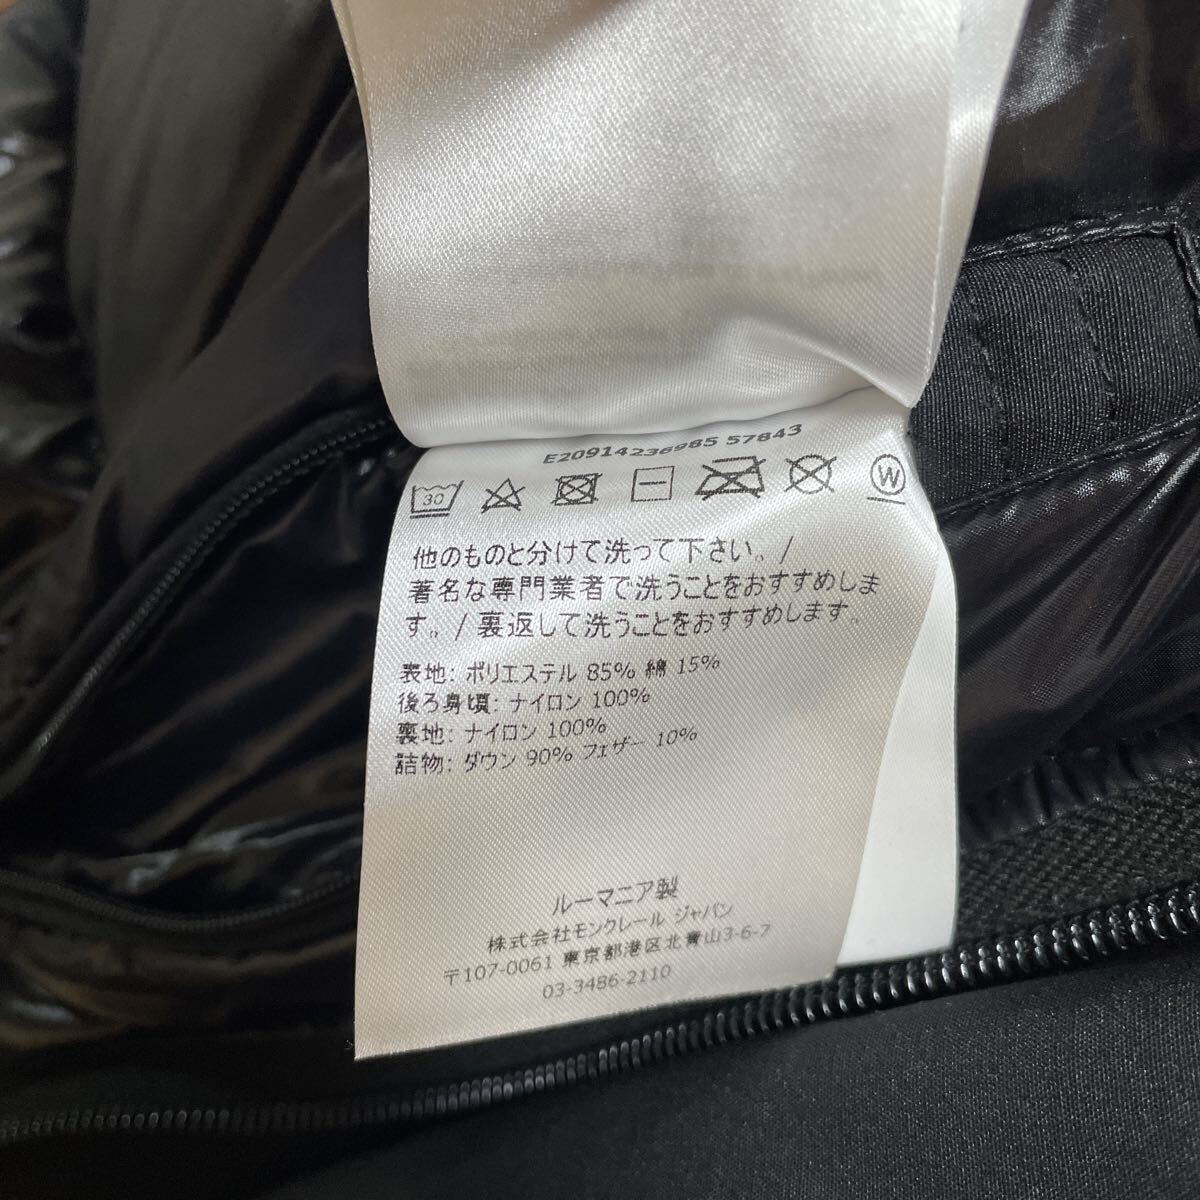 E20914236985 57843
30 W
他のものと分けて洗って下さい。/
著名な専門業者で洗うことをおすすめしま
す。/ 裏返して洗うことをおすすめします。
表地: ポリエステル 85% 綿 15%
後ろ身頃: ナイロン 100%
裏地: ナイロン 100%
詰物: ダウン 90% フェザー 10%
ルーマニア製
株式会社モンクレール ジャパン
〒107-0061 東京都港区北青山3-6-7
03-3486-2110